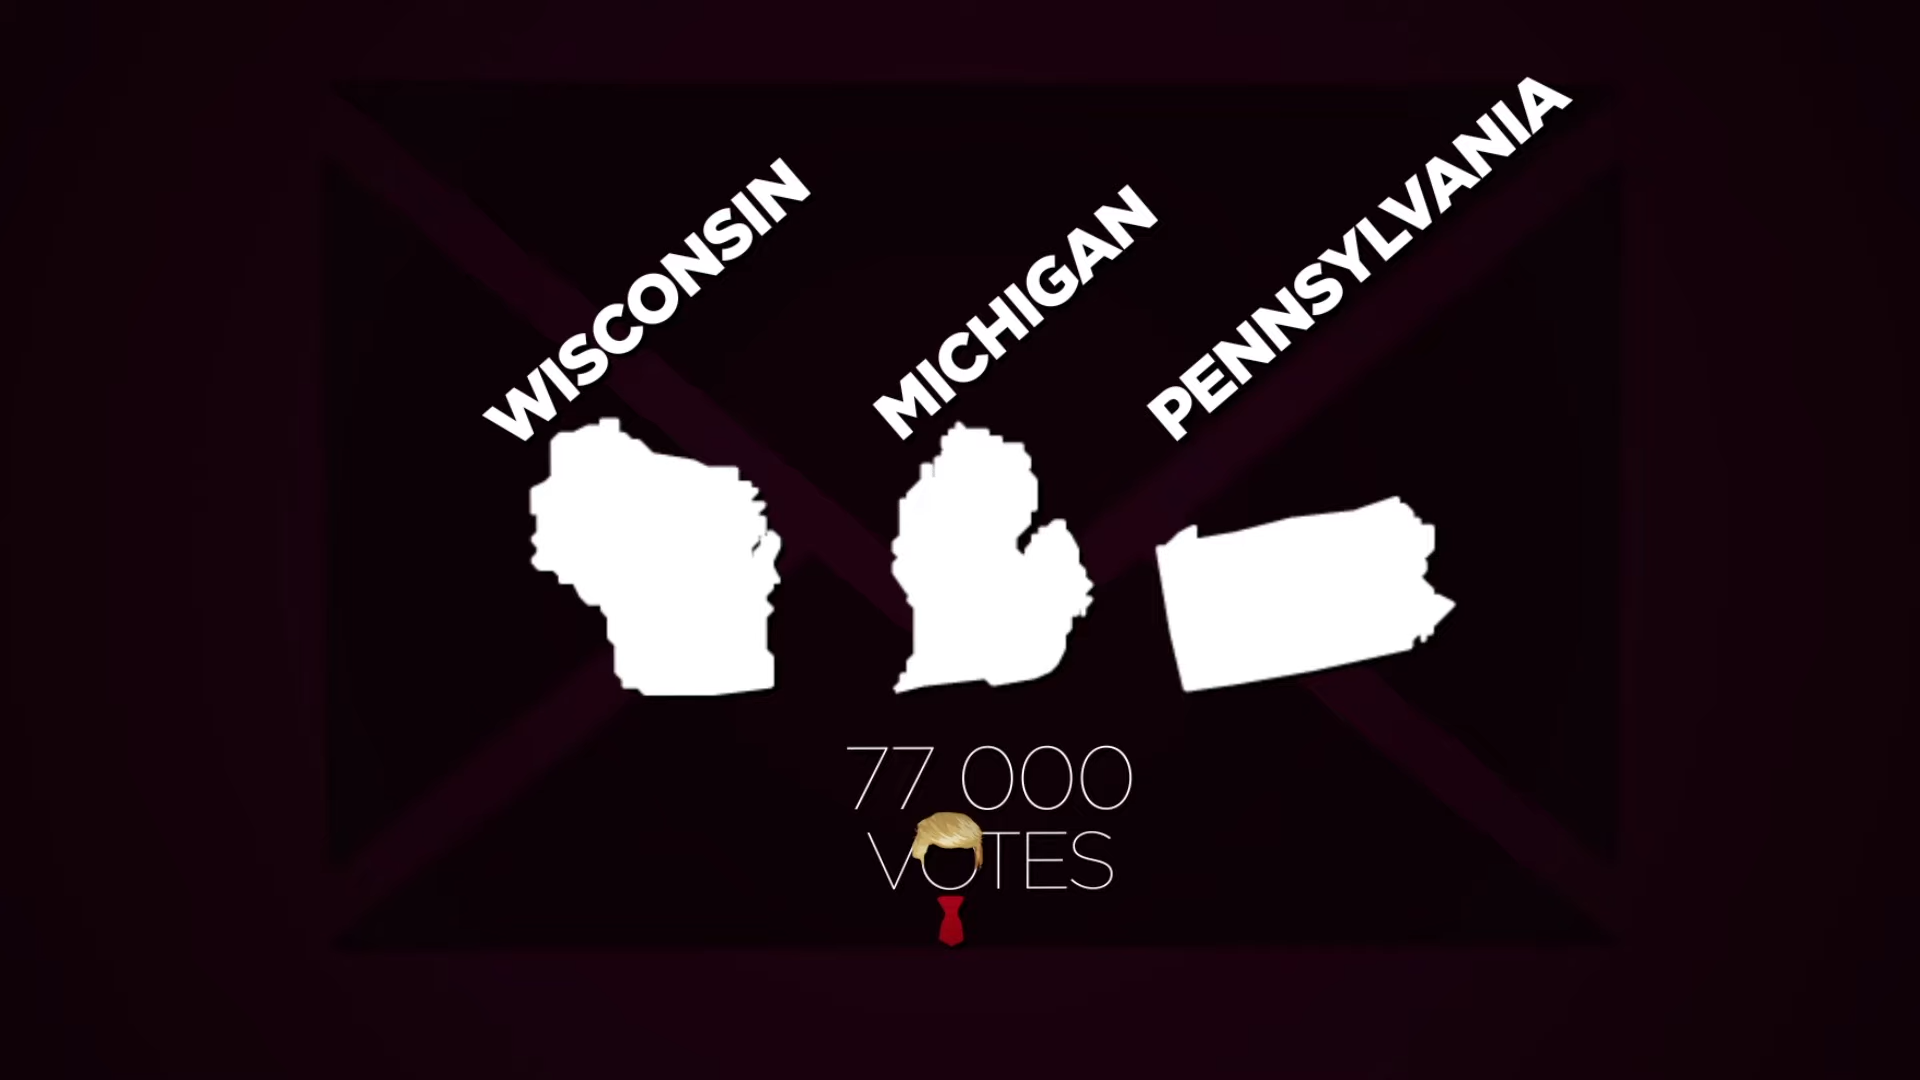 WISCONSIN
MICHIGAN
PENNSYLVANIA
77 000
VOTES